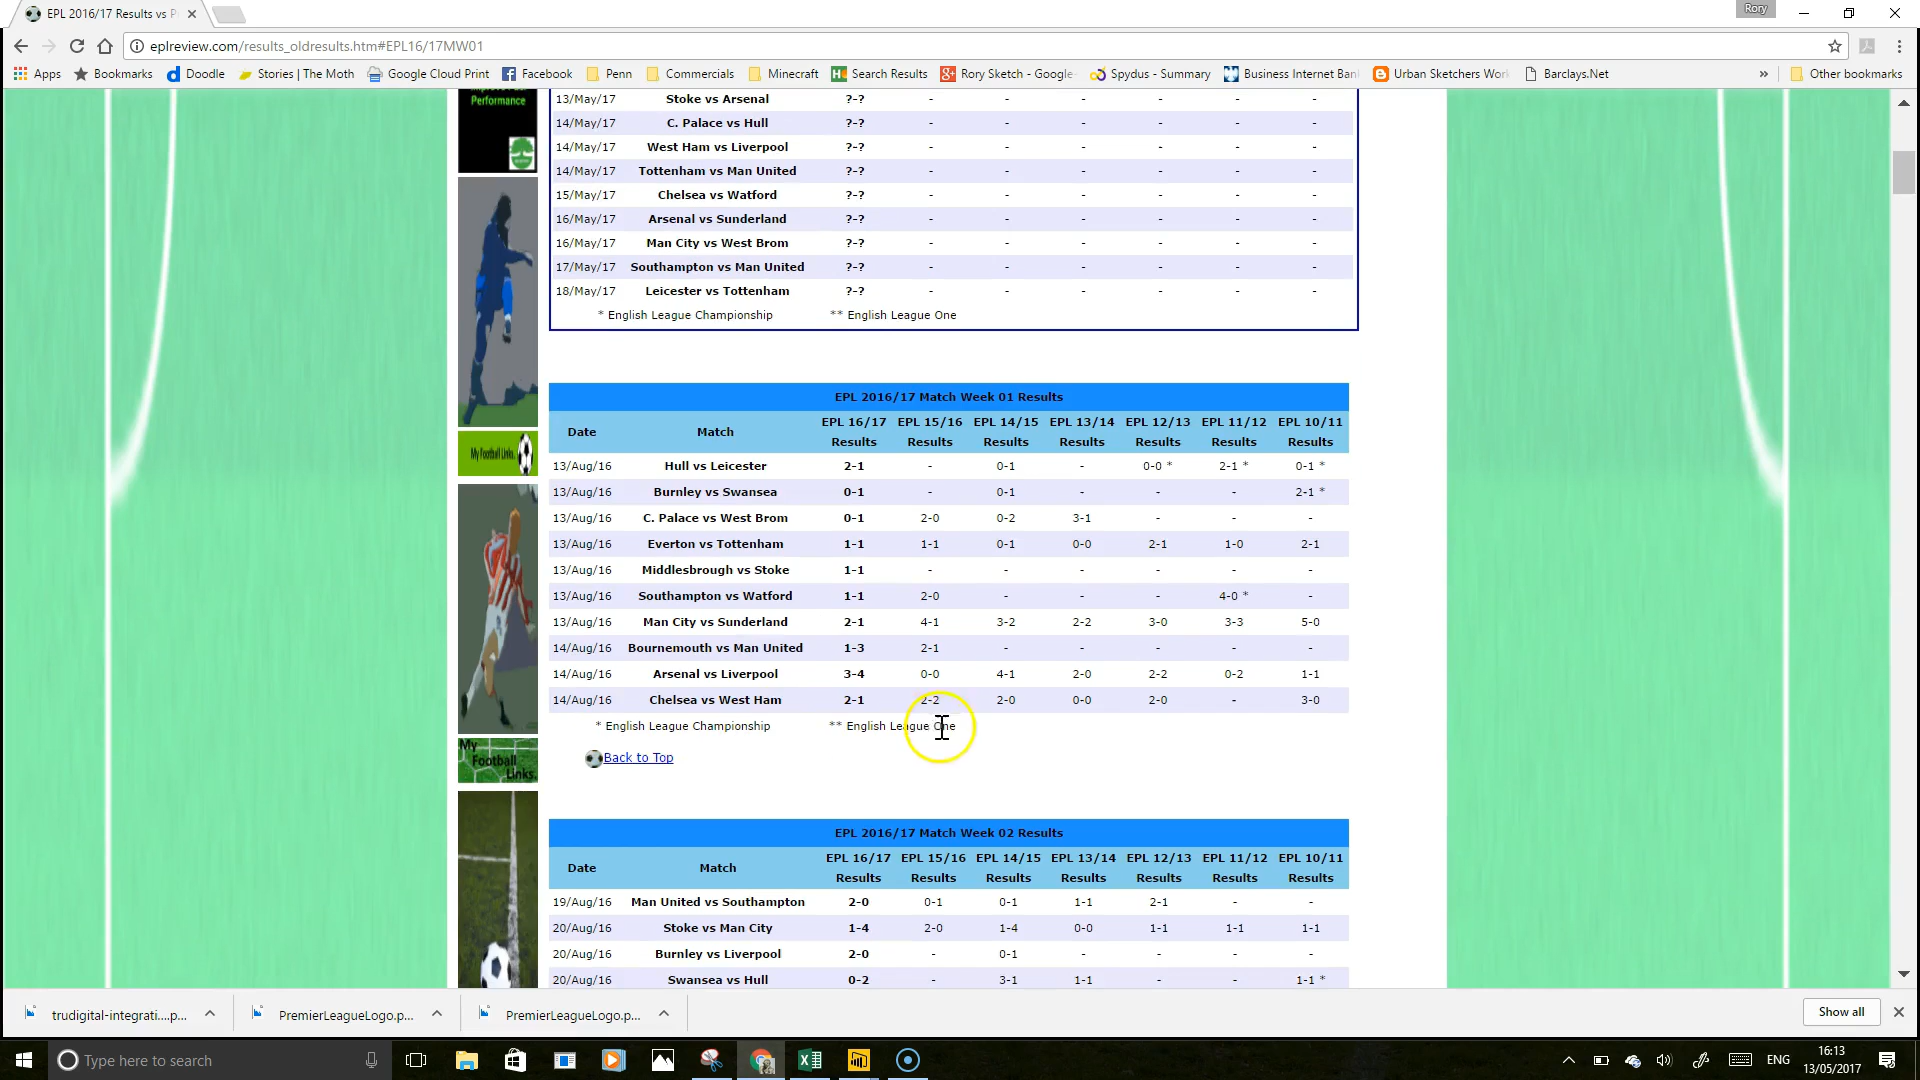 EPL 2016/17 Results vs P
Rory
eplreview.com/results_oldresults.htm#EPL16/17MW01
Apps Bookmarks Doodle Stories | The Moth Google Cloud Print Facebook Penn Commercials Minecraft Search Results Rory Sketch - Google Spydus - Summary Business Internet Ban Urban Sketchers Wor Barclays.Net » Other bookmarks
Performance
13/May/17 Stoke vs Arsenal ?-? - - - - - -
14/May/17 C. Palace vs Hull ?-? - - - - - -
14/May/17 West Ham vs Liverpool ?-? - - - - - -
14/May/17 Tottenham vs Man United ?-? - - - - - -
15/May/17 Chelsea vs Watford ?-? - - - - - -
16/May/17 Arsenal vs Sunderland ?-? - - - - - -
16/May/17 Man City vs West Brom ?-? - - - - - -
17/May/17 Southampton vs Man United ?-? - - - - - -
18/May/17 Leicester vs Tottenham ?-? - - - - - -
* English League Championship ** English League One
EPL 2016/17 Match Week 01 Results
Date Match EPL 16/17 Results EPL 15/16 Results EPL 14/15 Results EPL 13/14 Results EPL 12/13 Results EPL 11/12 Results EPL 10/11 Results
13/Aug/16 Hull vs Leicester 2-1 - 0-1 - 0-0 * 2-1 * 0-1 *
13/Aug/16 Burnley vs Swansea 0-1 - 0-1 - - - 2-1 *
13/Aug/16 C. Palace vs West Brom 0-1 2-0 0-2 3-1 - - -
13/Aug/16 Everton vs Tottenham 1-1 1-1 0-1 0-0 2-1 1-0 2-1
13/Aug/16 Middlesbrough vs Stoke 1-1 - - - - - -
13/Aug/16 Southampton vs Watford 1-1 2-0 - - - 4-0 * -
13/Aug/16 Man City vs Sunderland 2-1 4-1 3-2 2-2 3-0 3-3 5-0
14/Aug/16 Bournemouth vs Man United 1-3 2-1 - - - - -
14/Aug/16 Arsenal vs Liverpool 3-4 0-0 4-1 2-0 2-2 0-2 1-1
14/Aug/16 Chelsea vs West Ham 2-1 2-2 2-0 0-0 2-0 - 3-0
* English League Championship ** English League One
Back to Top
My Football Links.
My Football Links.
EPL 2016/17 Match Week 02 Results
Date Match EPL 16/17 Results EPL 15/16 Results EPL 14/15 Results EPL 13/14 Results EPL 12/13 Results EPL 11/12 Results EPL 10/11 Results
19/Aug/16 Man United vs Southampton 2-0 0-1 0-1 1-1 2-1 - -
20/Aug/16 Stoke vs Man City 1-4 2-0 1-4 0-0 1-1 1-1 1-1
20/Aug/16 Burnley vs Liverpool 2-0 - 0-1 - - - -
20/Aug/16 Swansea vs Hull 0-2 - 3-1 1-1 - - 1-1 *
trudigital-integrati....p... PremierLeagueLogo.p... PremierLeagueLogo.p... Show all
Type here to search
ENG
16:13
13/05/2017